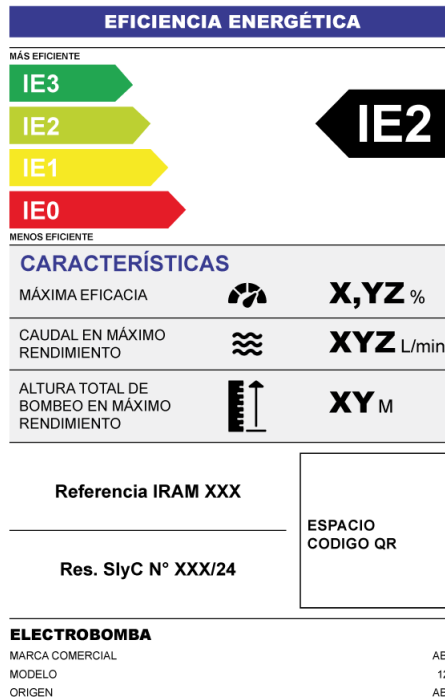 EFICIENCIA ENERGÉTICA
MÁS EFICIENTE
IE3
IE2
IE1
IE0
MENOS EFICIENTE
IE2
CARACTERÍSTICAS
MÁXIMA EFICACIA X,YZ %
CAUDAL EN MÁXIMO
RENDIMIENTO
XYZ L/min
ALTURA TOTAL DE
BOMBEO EN MÁXIMO
RENDIMIENTO
XY M
Referencia IRAM XXX
Res. SIyC N° XXX/24
ESPACIO
CODIGO QR
ELECTROBOMBA
MARCA COMERCIAL
MODELO
ORIGEN